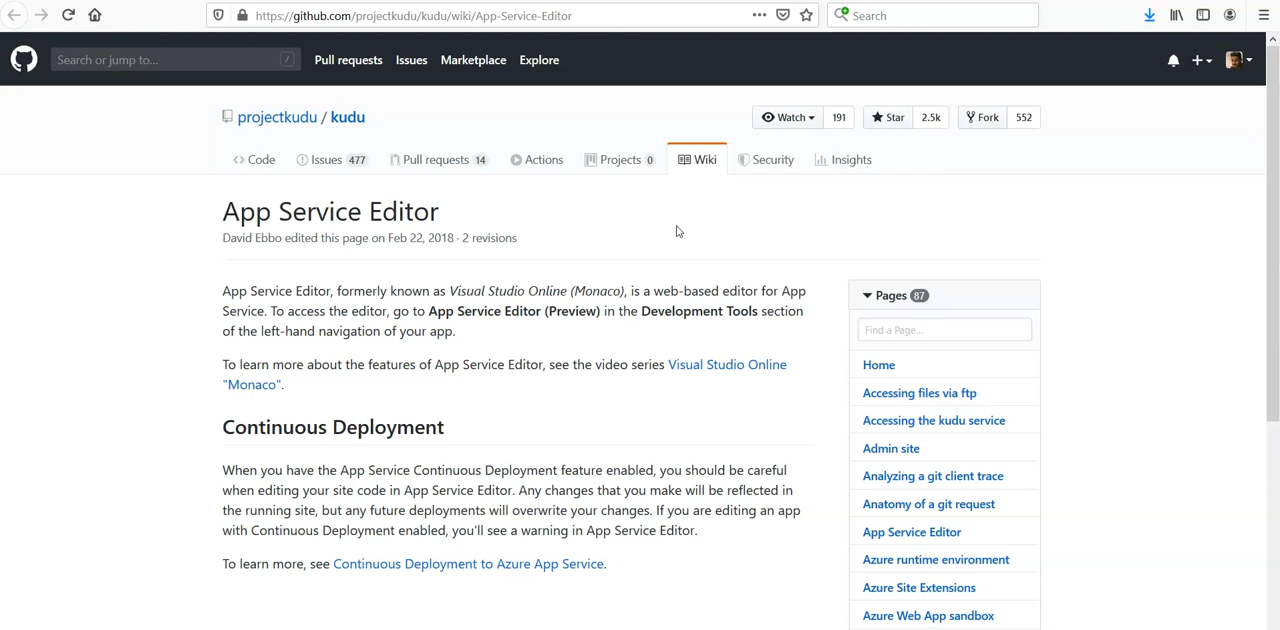 https://github.com/projectkudu/kudu/wiki/App-Service-Editor
Search
Search or jump to...
/
Pull requests Issues Marketplace Explore
projectkudu / kudu
Watch 191
Star 2.5k
Fork 552
Code
Issues 477
Pull requests 14
Actions
Projects 0
Wiki
Security
Insights
App Service Editor
David Ebbo edited this page on Feb 22, 2018 · 2 revisions
App Service Editor, formerly known as Visual Studio Online (Monaco), is a web-based editor for App
Service. To access the editor, go to App Service Editor (Preview) in the Development Tools section
of the left-hand navigation of your app.
To learn more about the features of App Service Editor, see the video series Visual Studio Online
"Monaco".
Continuous Deployment
When you have the App Service Continuous Deployment feature enabled, you should be careful
when editing your site code in App Service Editor. Any changes that you make will be reflected in
the running site, but any future deployments will overwrite your changes. If you are editing an app
with Continuous Deployment enabled, you'll see a warning in App Service Editor.
To learn more, see Continuous Deployment to Azure App Service.
Pages 87
Find a Page...
Home
Accessing files via ftp
Accessing the kudu service
Admin site
Analyzing a git client trace
Anatomy of a git request
App Service Editor
Azure runtime environment
Azure Site Extensions
Azure Web App sandbox